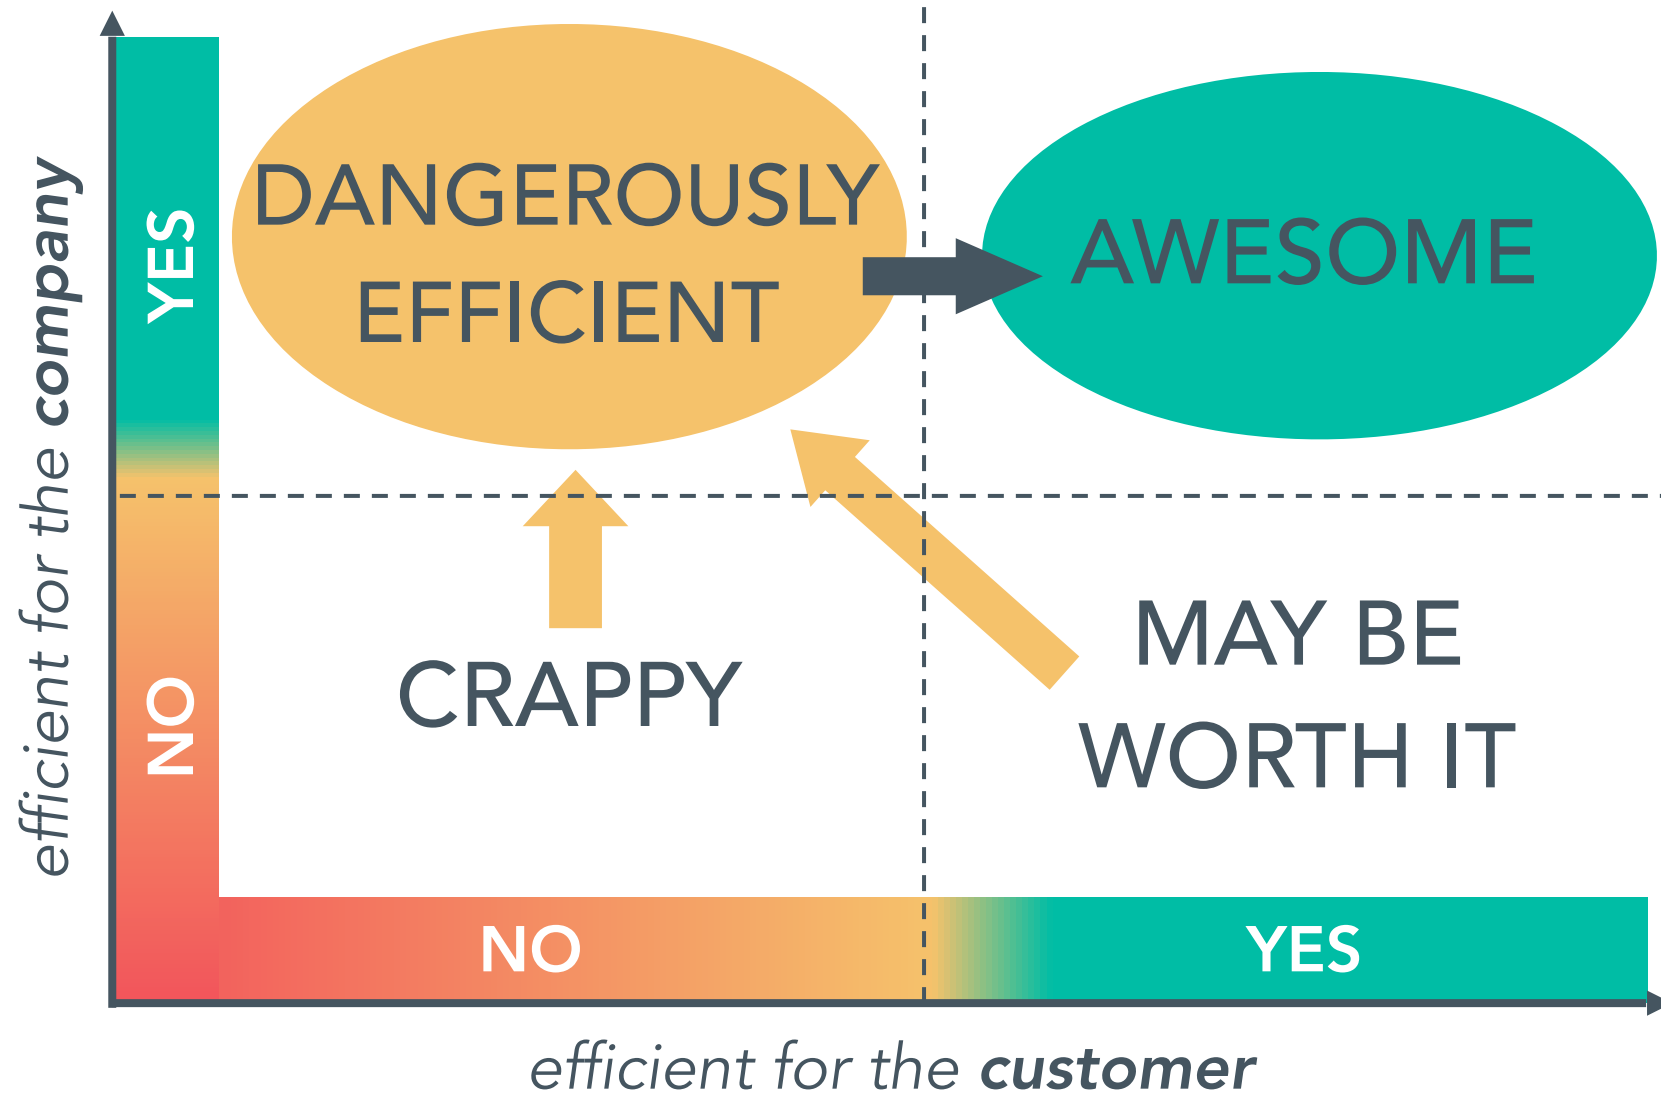 efficient for the company
YES
NO
DANGEROUSLY
EFFICIENT
AWESOME
CRAPPY
MAY BE
WORTH IT
NO
YES
efficient for the customer